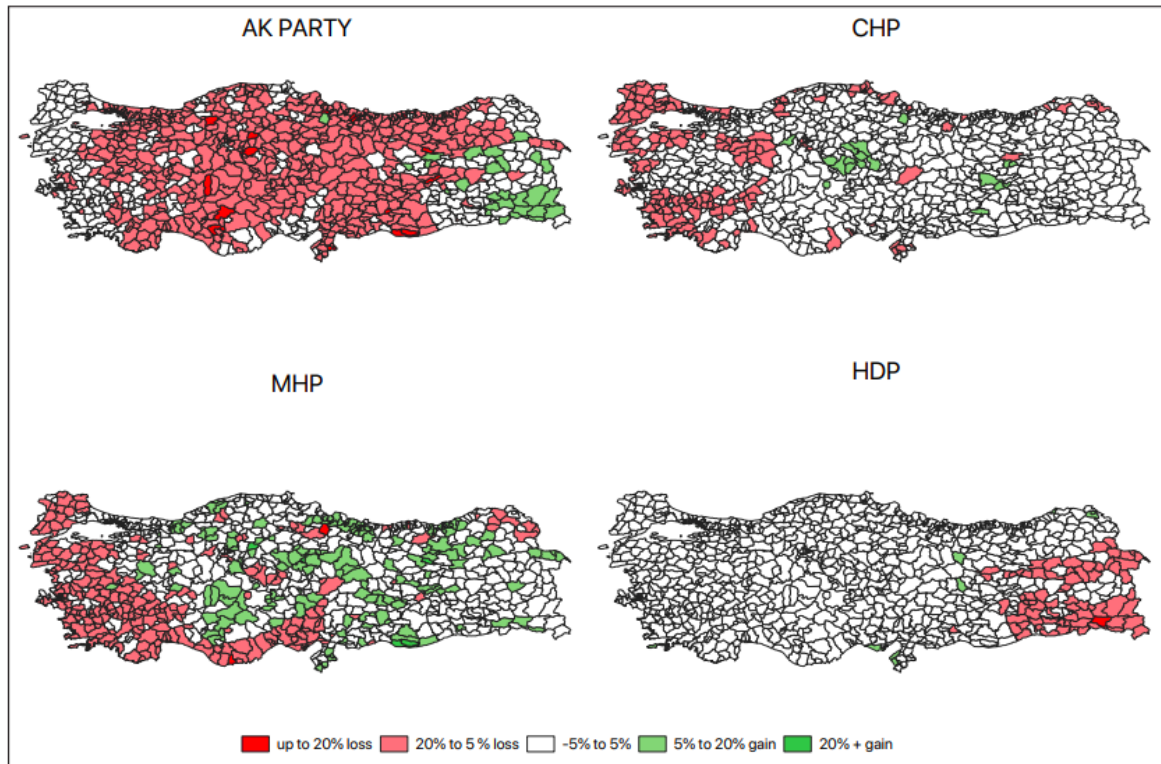 AK PARTY
CHP
MHP
HDP
up to 20% loss
20% to 5 % loss
-5% to 5%
5% to 20% gain
20% + gain